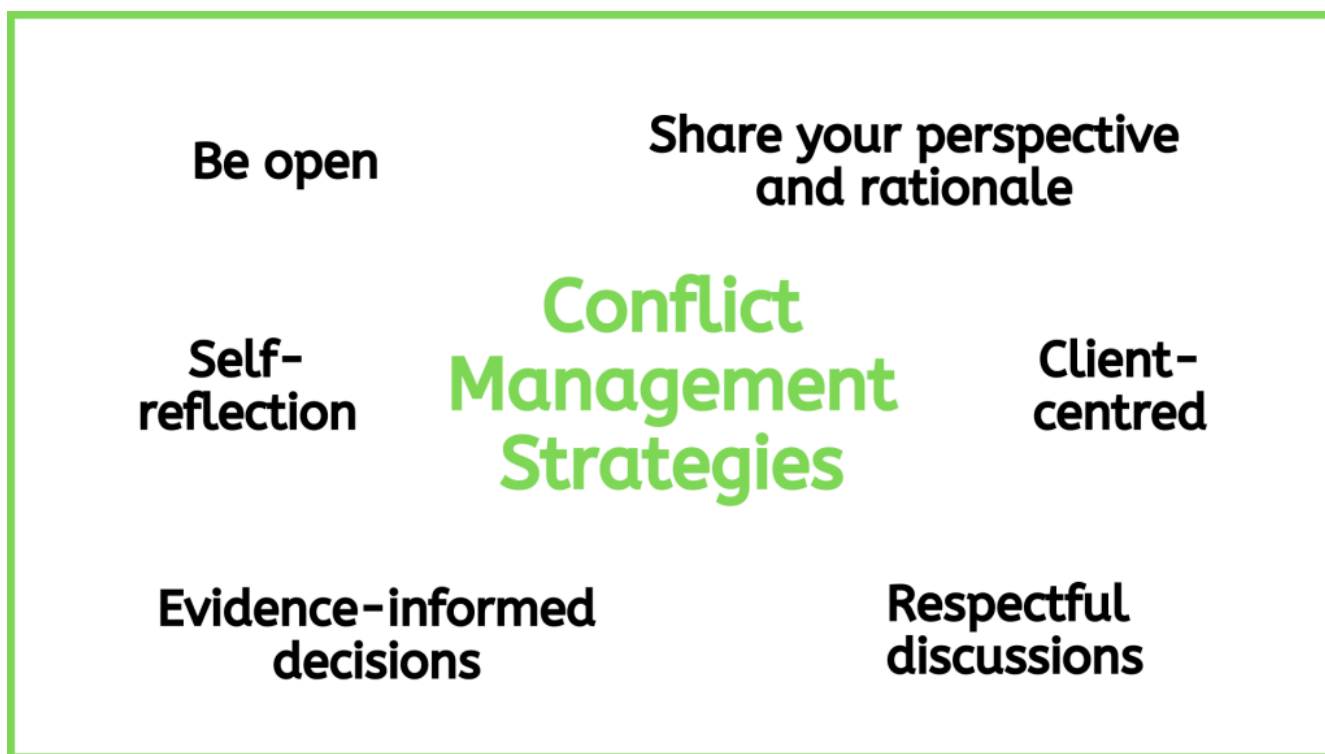 Be open
Share your perspective
and rationale
Conflict
Management
Strategies
Self-
reflection
Client-
centred
Evidence-informed
decisions
Respectful
discussions